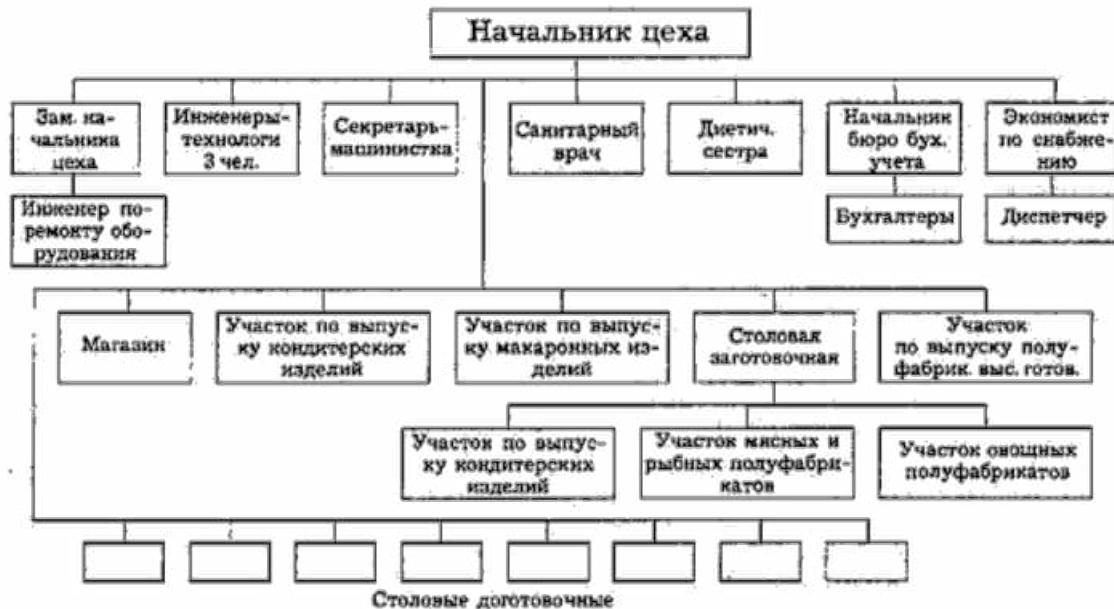 Начальник цеха
Зам. на-
чальника
цеха
Инженеры-
технологи
3 чел.
Секретарь-
машинистка
Санитарный
врач
Диетич.
сестра
Начальник
бюро бух.
учета
Экономист
по снабже-
нию
Инженер по-
ремонту обо-
рудования
Бухгалтеры
Диспетчер
Магазин
Участок по выпус-
ку кондитерских
изделий
Участок по выпус-
ку макаронных из-
делий
Столовая
заготовочная
Участок
по выпуску полу-
фабрик. выс. готов.
Участок по выпус-
ку кондитерских
изделий
Участок мясных и
рыбных полуфабри-
катов
Участок овощных
полуфабрикатов
Столовые доготовочные